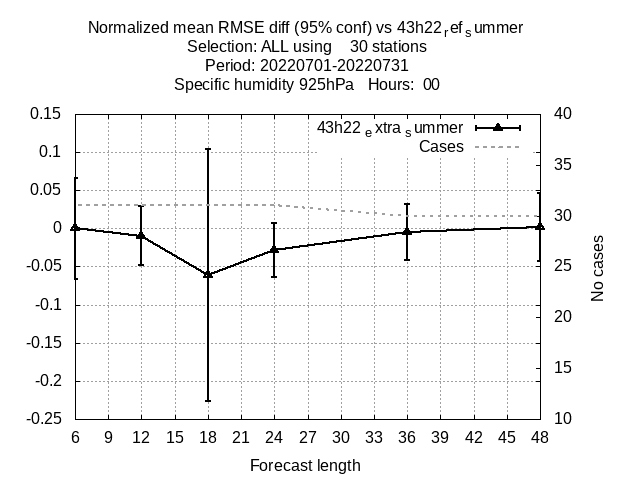 Normalized mean RMSE diff (95% conf) vs 43h22refsummer
Selection: ALL using    30 stations
Period: 20220701-20220731
Specific humidity 925hPa   Hours:  00
43h22extrasummer
Cases
0.15
0.1
0.05
0
-0.05
-0.1
-0.15
-0.2
-0.25
40
35
30
25
20
15
10
No cases
6 9 12 15 18 21 24 27 30 33 36 39 42 45 48
Forecast length